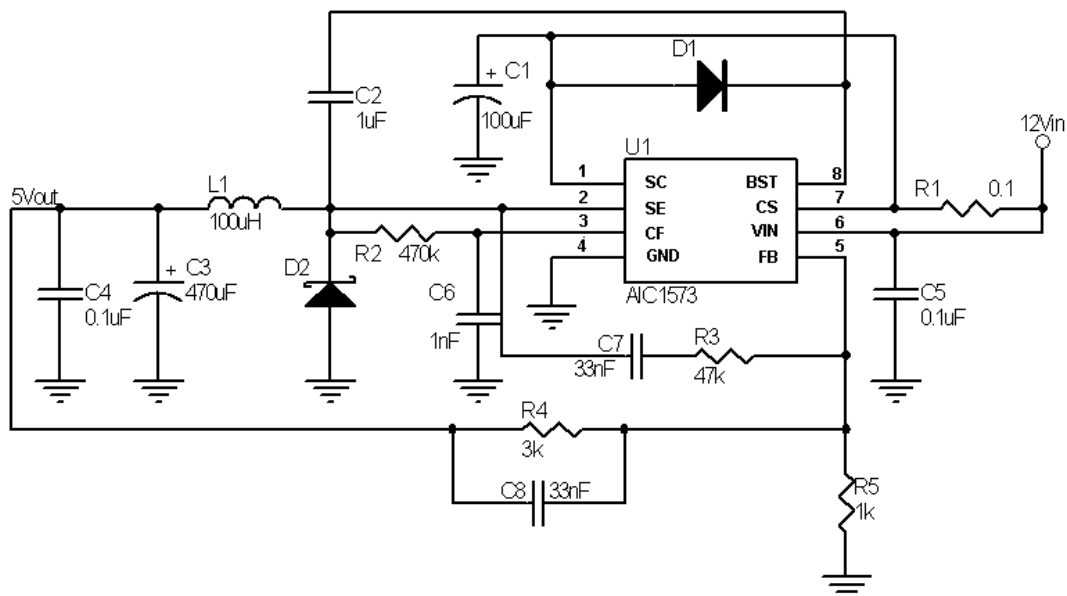 D1
C1
100uF
C2
1uF
12Vin
U1
1
8
SC
BST
2
7
SE
CS
R1
0.1
3
6
CF
VIN
4
5
GND
FB
AIC1573
5Vout
L1
100uH
R2
470k
D2
C3
470uF
C4
0.1uF
C6
1nF
C5
0.1uF
C7
33nF
R3
47k
R4
3k
C8
33nF
R5
1k